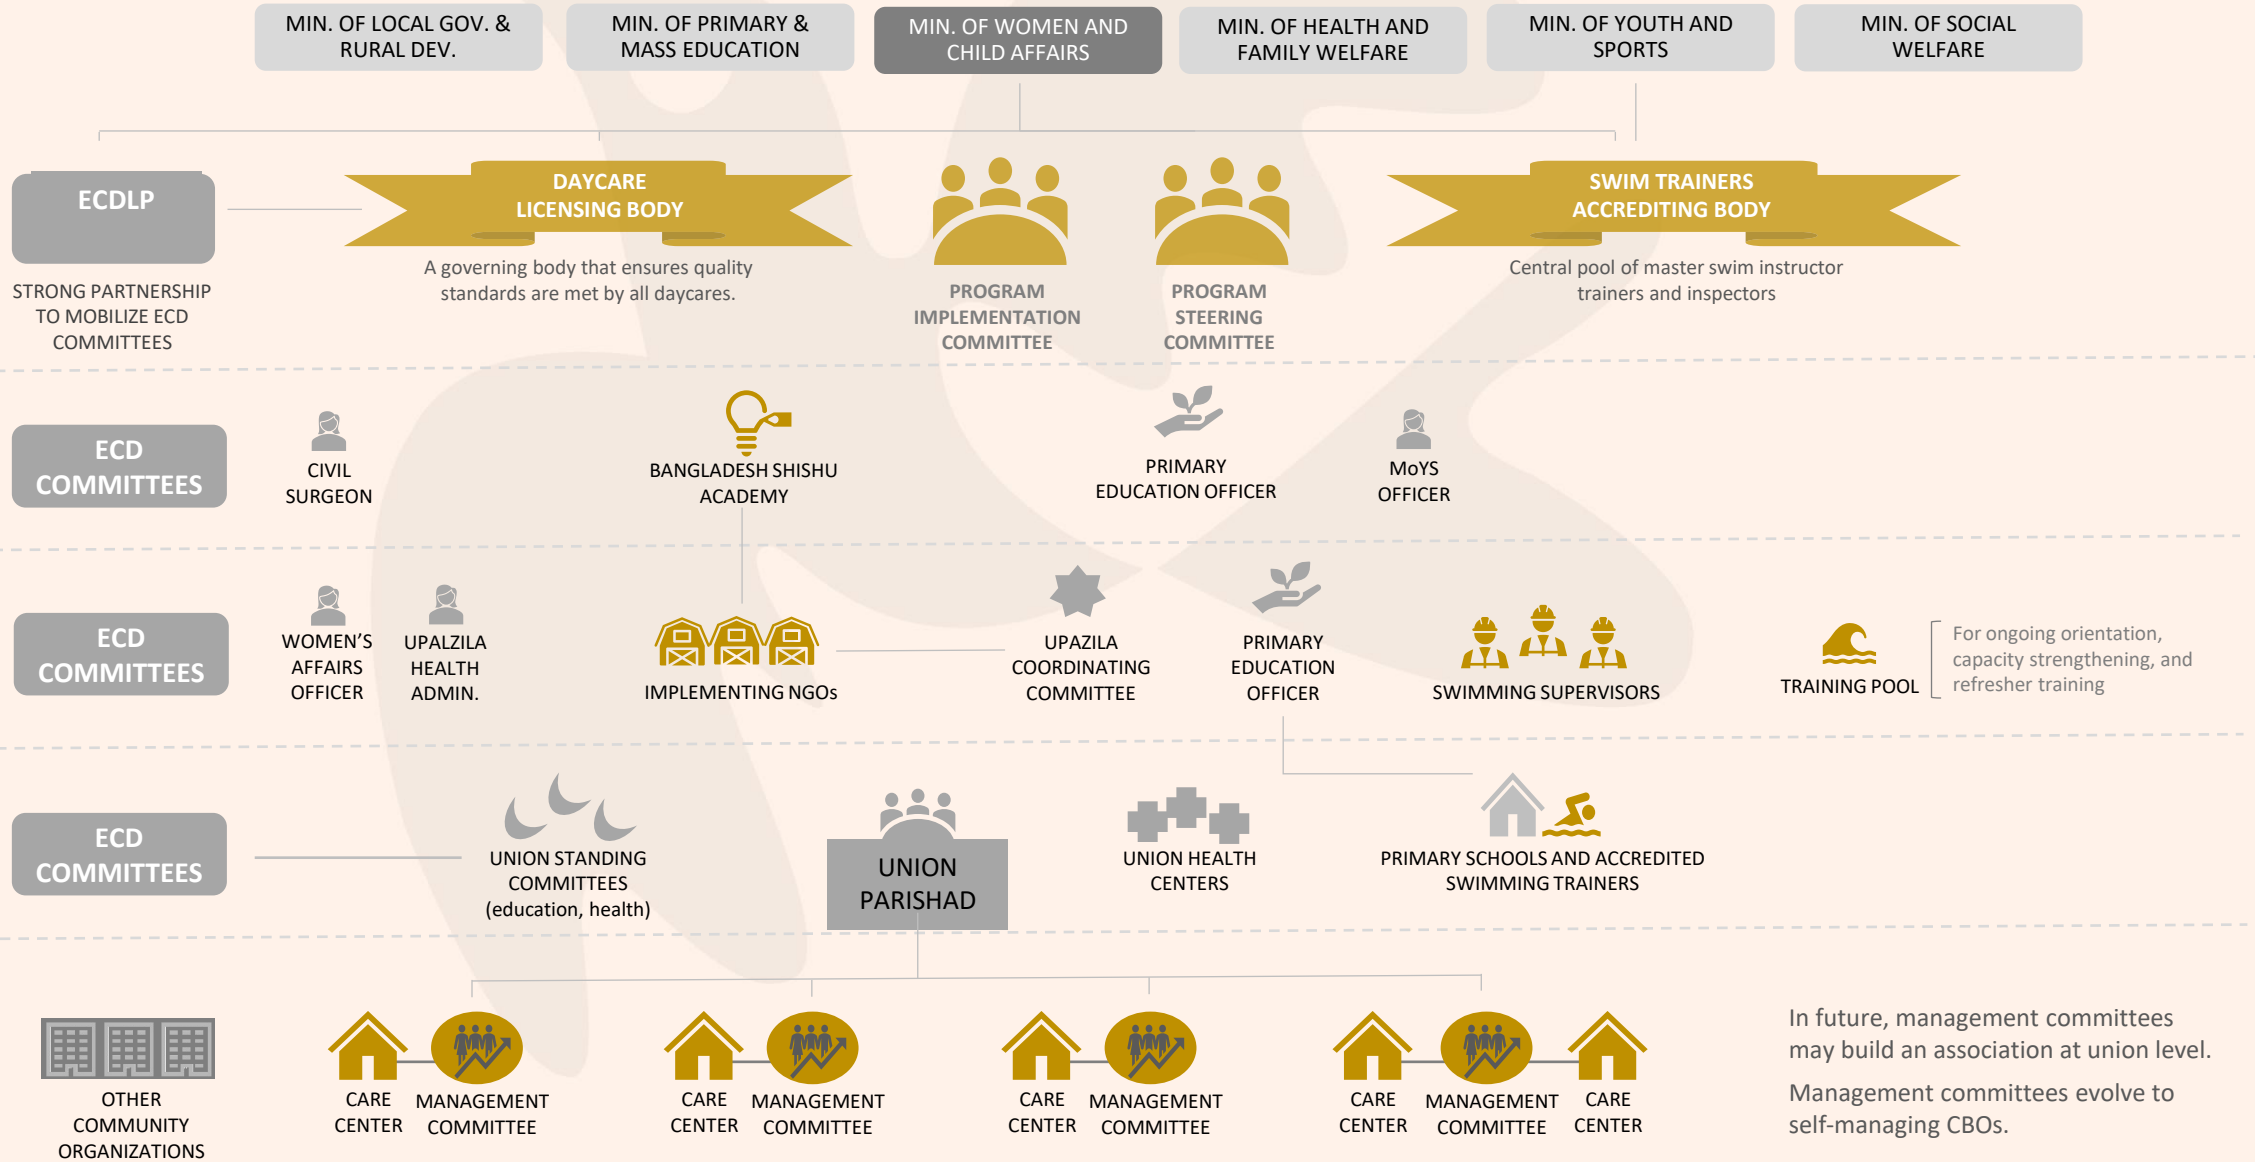 MIN. OF LOCAL GOV. &
RURAL DEV.
MIN. OF PRIMARY &
MASS EDUCATION
MIN. OF WOMEN AND
CHILD AFFAIRS
MIN. OF HEALTH AND
FAMILY WELFARE
MIN. OF YOUTH AND
SPORTS
MIN. OF SOCIAL
WELFARE
ECDLP
STRONG PARTNERSHIP
TO MOBILIZE ECD
COMMITTEES
DAYCARE
LICENSING BODY
A governing body that ensures quality
standards are met by all daycares.
PROGRAM
IMPLEMENTATION
COMMITTEE
PROGRAM
STEERING
COMMITTEE
SWIM TRAINERS
ACCREDITING BODY
Central pool of master swim instructor
trainers and inspectors
ECD
COMMITTEES
CIVIL
SURGEON
BANGLADESH SHISHU
ACADEMY
PRIMARY
EDUCATION OFFICER
MoYS
OFFICER
ECD
COMMITTEES
WOMEN'S
AFFAIRS
OFFICER
UPALZILA
HEALTH
ADMIN.
IMPLEMENTING NGOs
UPAZILA
COORDINATING
COMMITTEE
PRIMARY
EDUCATION
OFFICER
SWIMMING SUPERVISORS
TRAINING POOL
For ongoing orientation,
capacity strengthening, and
refresher training
ECD
COMMITTEES
UNION STANDING
COMMITTEES
(education, health)
UNION
PARISHAD
UNION HEALTH
CENTERS
PRIMARY SCHOOLS AND ACCREDITED
SWIMMING TRAINERS
OTHER
COMMUNITY
ORGANIZATIONS
CARE
CENTER
MANAGEMENT
COMMITTEE
CARE
CENTER
MANAGEMENT
COMMITTEE
CARE
CENTER
MANAGEMENT
COMMITTEE
CARE
CENTER
MANAGEMENT
COMMITTEE
CARE
CENTER
In future, management committees
may build an association at union level.
Management committees evolve to
self-managing CBOs.